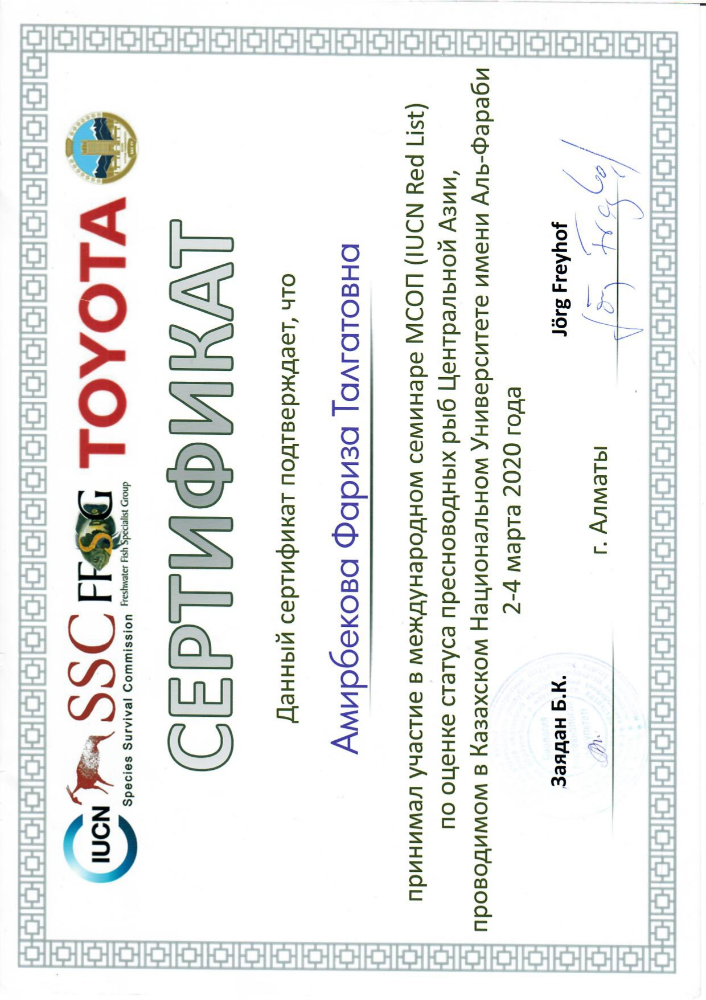 IUCN SSC FFSG TOYOTA
Species Survival Commission Freshwater Fish Specialist Group
СЕРТИФИКАТ
Данный сертификат подтверждает, что
Амирбекова Фариза Талгатовна
принимал участие в международном семинаре МСОП (IUCN Red List)
по оценке статуса пресноводных рыб Центральной Азии,
проводимом в Казахском Национальном Университете имени Аль-Фараби
2-4 марта 2020 года
Заядан Б.К. Jörg Freyhof
г. Алматы